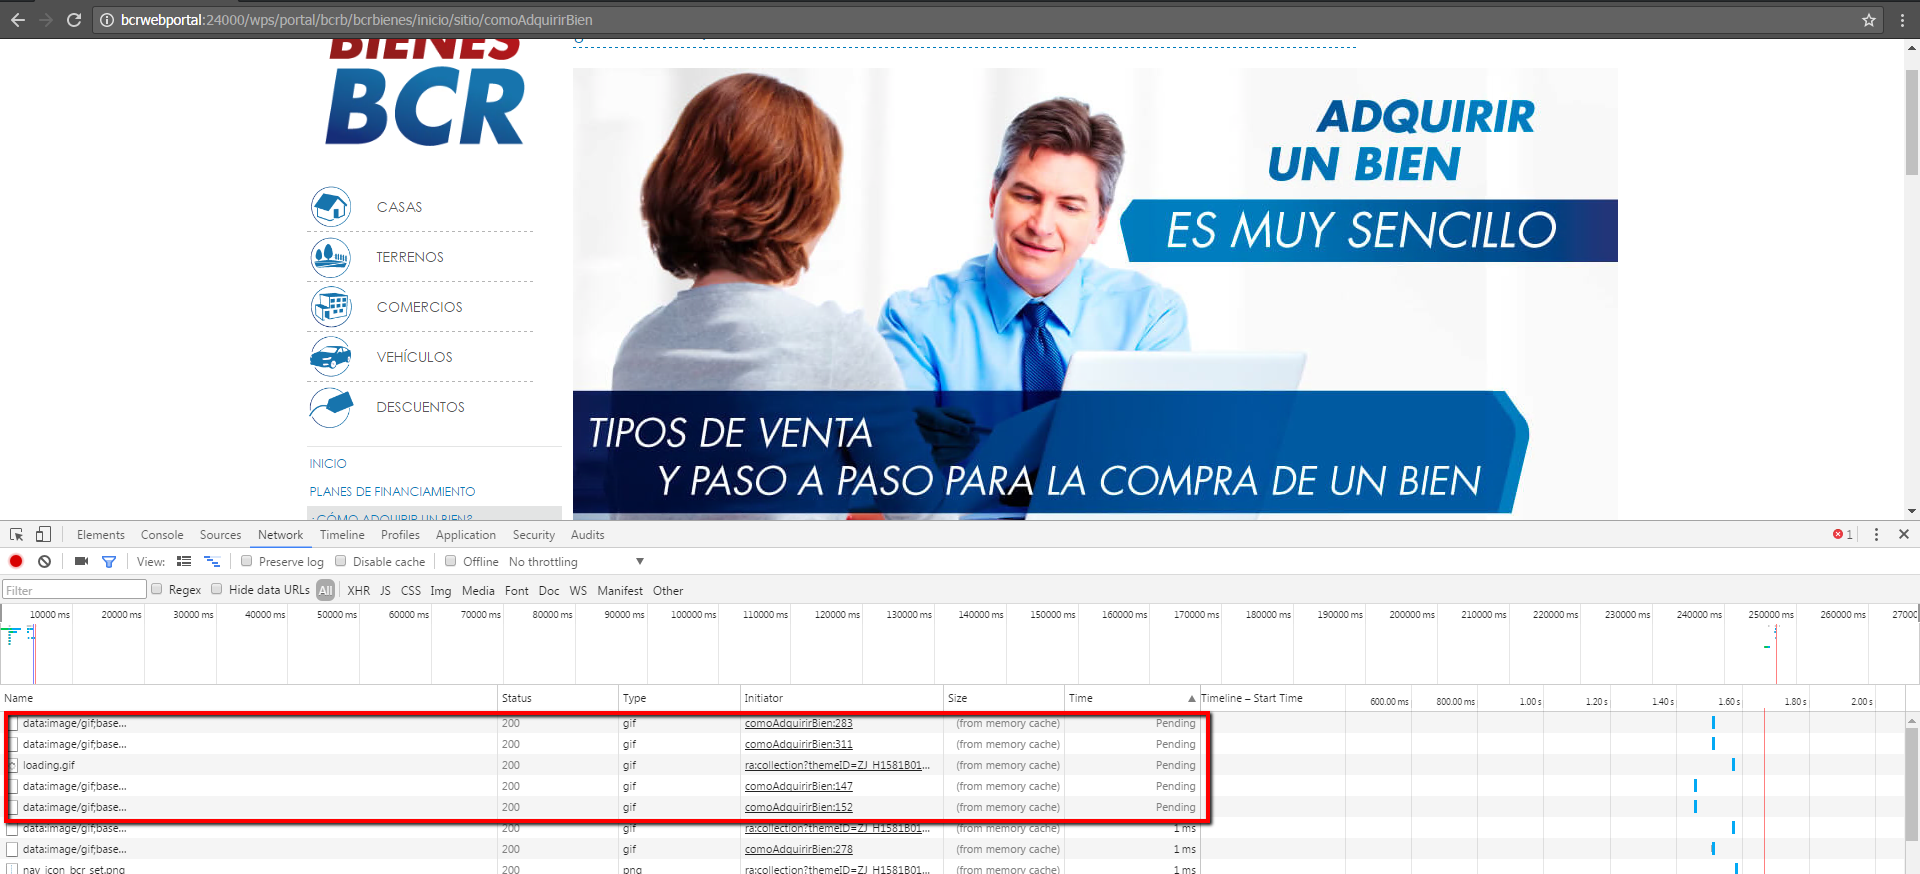 bcrwebportal:24000/wps/portal/bcrb/bcrbienes/inicio/sitio/comoAdquirirBien
BIENES
BCR
CASAS
TERRENOS
COMERCIOS
VEHÍCULOS
DESCUENTOS
INICIO
PLANES DE FINANCIAMIENTO
¿CÓMO ADQUIRIR UN BIEN?
ADQUIRIR
UN BIEN
ES MUY SENCILLO
TIPOS DE VENTA
Y PASO A PASO PARA LA COMPRA DE UN BIEN
Elements Console Sources Network Timeline Profiles Application Security Audits 1
View: Preserve log Disable cache Offline No throttling
Filter Regex Hide data URLs All XHR JS CSS Img Media Font Doc WS Manifest Other
10000 ms 20000 ms 30000 ms 40000 ms 50000 ms 60000 ms 70000 ms 80000 ms 90000 ms 100000 ms 110000 ms 120000 ms 130000 ms 140000 ms 150000 ms 160000 ms 170000 ms 180000 ms 190000 ms 200000 ms 210000 ms 220000 ms 230000 ms 240000 ms 250000 ms 260000 ms 27000
Name Status Type Initiator Size Time Timeline – Start Time 600.00 ms 800.00 ms 1.00 s 1.20 s 1.40 s 1.60 s 1.80 s 2.00 s
data:image/gif;base... 200 gif comoAdquirirBien:283 (from memory cache) Pending
data:image/gif;base... 200 gif comoAdquirirBien:311 (from memory cache) Pending
loading.gif 200 gif ra:collection?themeID=ZJ_H1581B01... (from memory cache) Pending
data:image/gif;base... 200 gif comoAdquirirBien:147 (from memory cache) Pending
data:image/gif;base... 200 gif comoAdquirirBien:152 (from memory cache) Pending
data:image/gif;base... 200 gif ra:collection?themeID=ZJ_H1581B01... (from memory cache) 1 ms
data:image/gif;base... 200 gif comoAdquirirBien:278 (from memory cache) 1 ms
nav_icon_bcr_set.png 200 png ra:collection?themeID=ZJ_H1581B01... (from memory cache) 1 ms